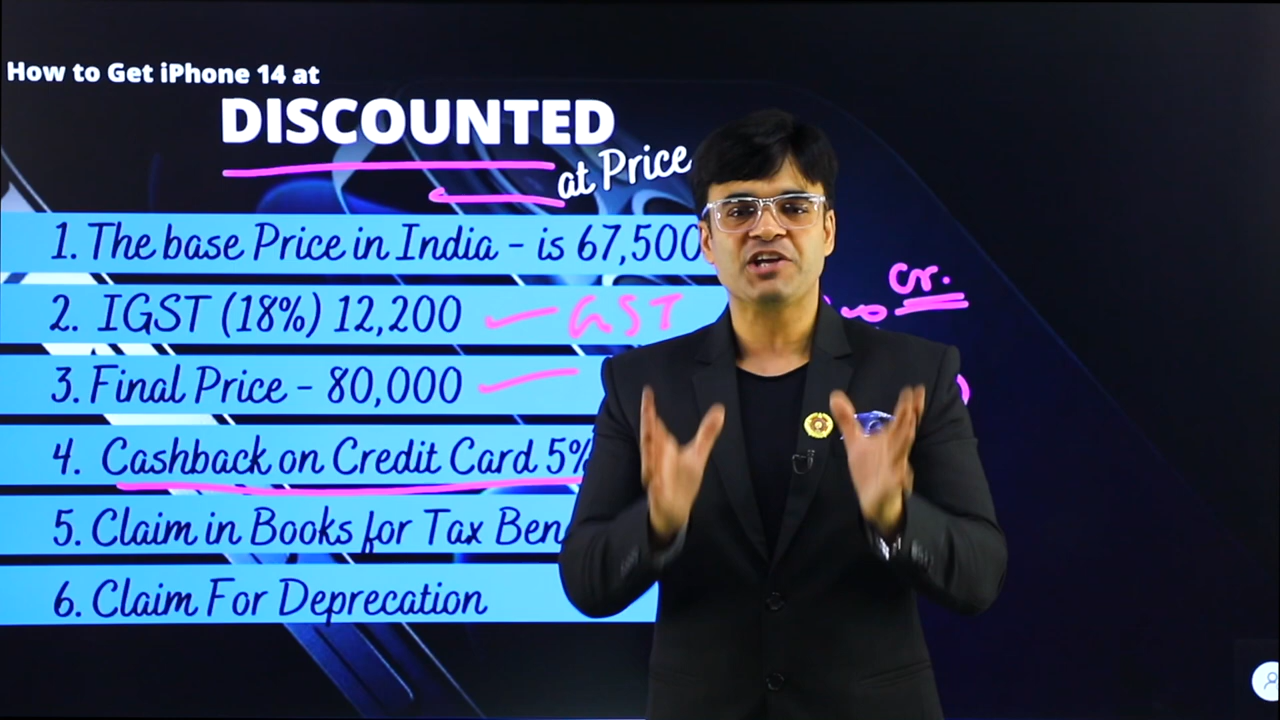 How to Get iPhone 14 at
DISCOUNTED
at Price
1. The base Price in India - is 67,500
2. IGST (18%) 12,200 GST
cr.
3. Final Price - 80,000
4. Cashback on Credit Card 5%
5. Claim in Books for Tax Ben
6. Claim For Deprecation